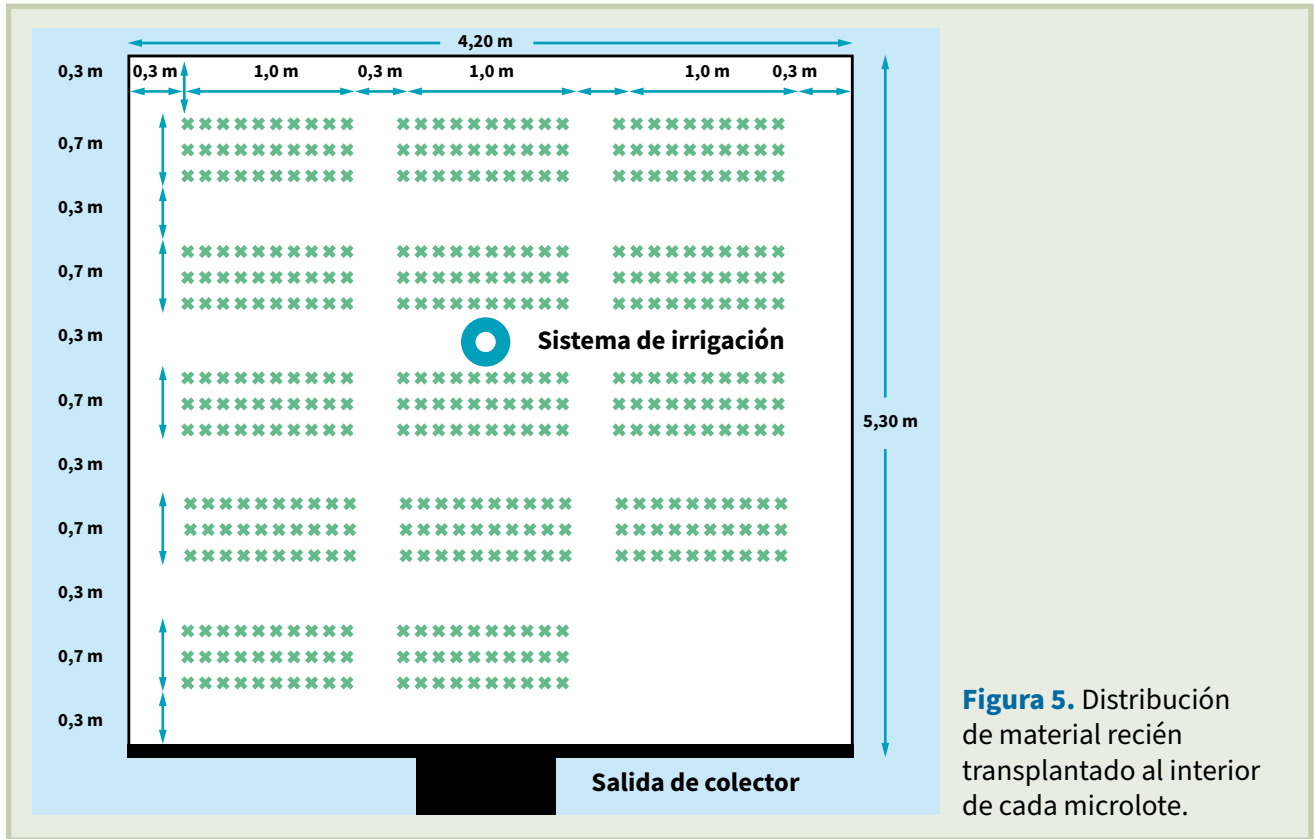 4,20 m
0,3 m 0,3 m 1,0 m 0,3 m 1,0 m 1,0 m 0,3 m
0,7 m
0,3 m
0,7 m
0,3 m
Sistema de irrigación
0,7 m
5,30 m
0,3 m
0,7 m
0,3 m
0,7 m
0,3 m
Salida de colector
Figura 5. Distribución
de material recién
transplantado al interior
de cada microlote.